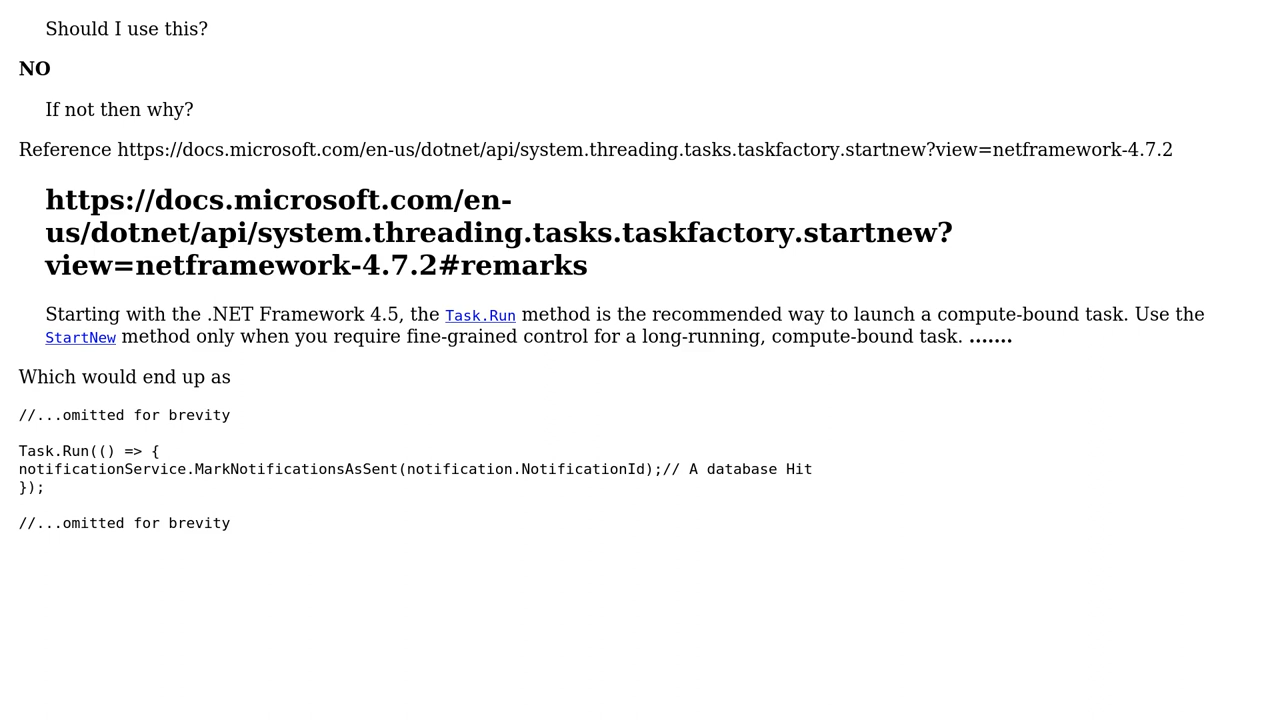 Should I use this?
NO
If not then why?
Reference https://docs.microsoft.com/en-us/dotnet/api/system.threading.tasks.taskfactory.startnew?view=netframework-4.7.2
https://docs.microsoft.com/en-
us/dotnet/api/system.threading.tasks.taskfactory.startnew?
view=netframework-4.7.2#remarks
Starting with the .NET Framework 4.5, the Task.Run method is the recommended way to launch a compute-bound task. Use the
StartNew method only when you require fine-grained control for a long-running, compute-bound task. .......
Which would end up as
//...omitted for brevity
Task.Run(() => {
notificationService.MarkNotificationsAsSent(notification.NotificationId);// A database Hit
});
//...omitted for brevity